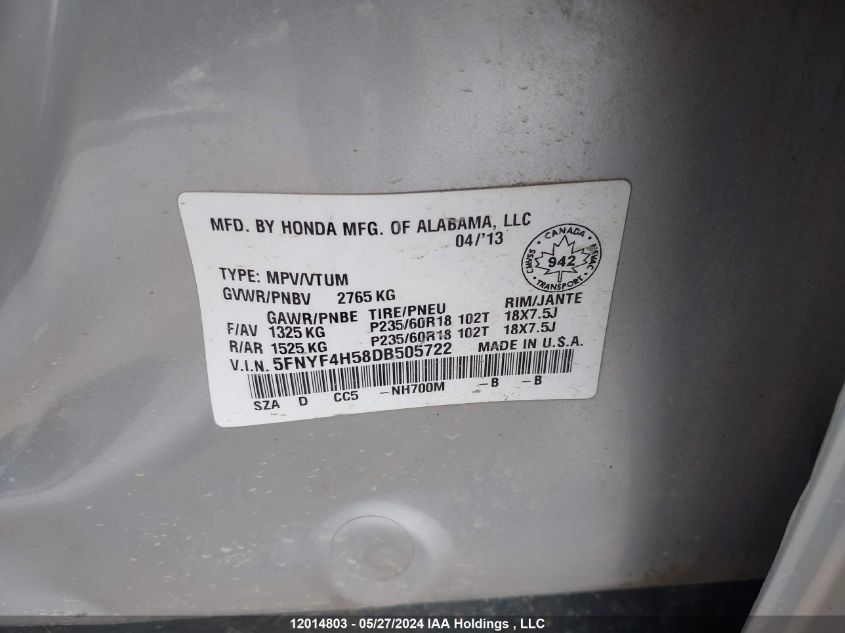 MFD. BY HONDA MFG. OF ALABAMA, LLC
04/'13
CANADA
CMVSS 942 NSVAC
TRANSPORT
TYPE: MPV/VTUM
GVWR/PNBV 2765 KG
GAWR/PNBE TIRE/PNEU RIM/JANTE
F/AV 1325 KG P235/60R18 102T 18X7.5J
R/AR 1525 KG P235/60R18 102T 18X7.5J
V.I.N. 5FNYF4H58DB505722 MADE IN U.S.A.
SZA D CC5 -NH700M -B -B
12014803 - 05/27/2024 IAA Holdings , LLC